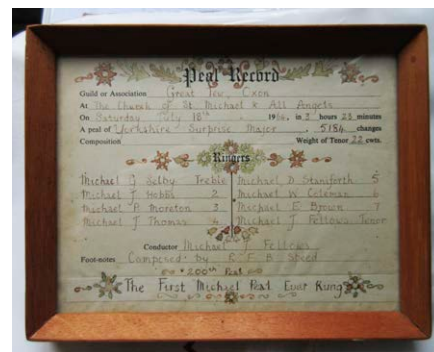 Peal Record
Guild or Association Great Tew, Oxon
At The Church of St Michael & All Angels
On Saturday July 18th 19 in 3 hours 23 minutes
A peal of Yorkshire Surprise Major 5184 changes
Composition Weight of Tenor 22 cwts.
Ringers
Michael G Selby Treble Michael D Staniforth 5
Michael T Hobbs 2 Michael W Coleman 6
Michael P Moreton 3 Michael E Brown 7
Michael J Thomas 4 Michael J Fellows Tenor
Conductor Michael J Fellows
Foot-notes Composed by F B Speed
200th Peal
The First Michael Peal Ever Rung